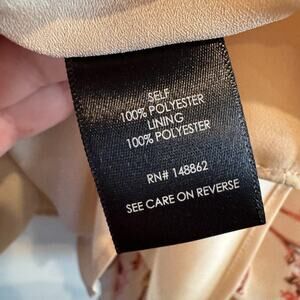 SELF
100% POLYESTER
LINING
100% POLYESTER
RN# 148862
SEE CARE ON REVERSE